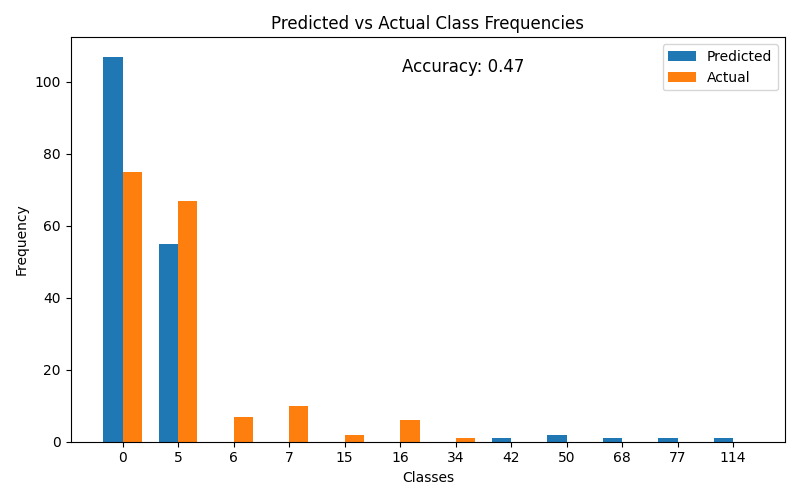 Predicted vs Actual Class Frequencies
Accuracy: 0.47
Predicted
Actual
Frequency
100
80
60
40
20
0
0 5 6 7 15 16 34 42 50 68 77 114
Classes